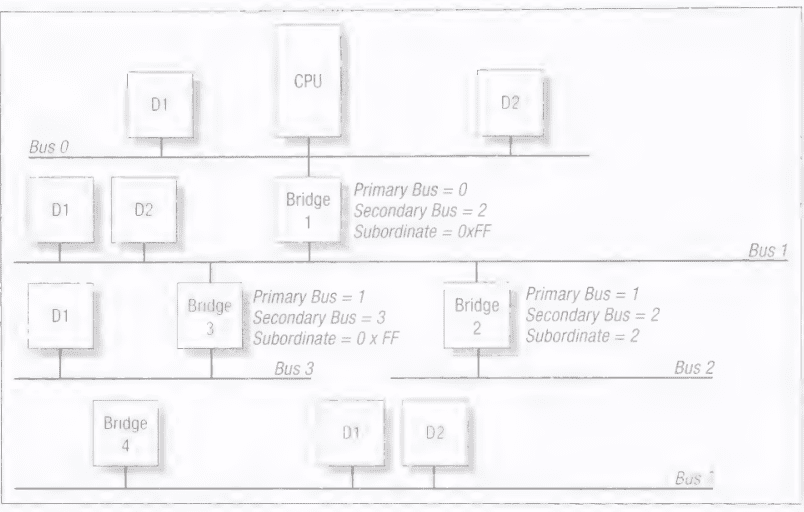 D1
CPU
D2
Bus 0
D1
D2
Bridge
1
Primary Bus = 0
Secondary Bus = 2
Subordinate = 0xFF
Bus 1
D1
Bridge
3
Primary Bus = 1
Secondary Bus = 3
Subordinate = 0 x FF
Bridge
2
Primary Bus = 1
Secondary Bus = 2
Subordinate = 2
Bus 3
Bus 2
Bridge
4
D1
D2
Bus